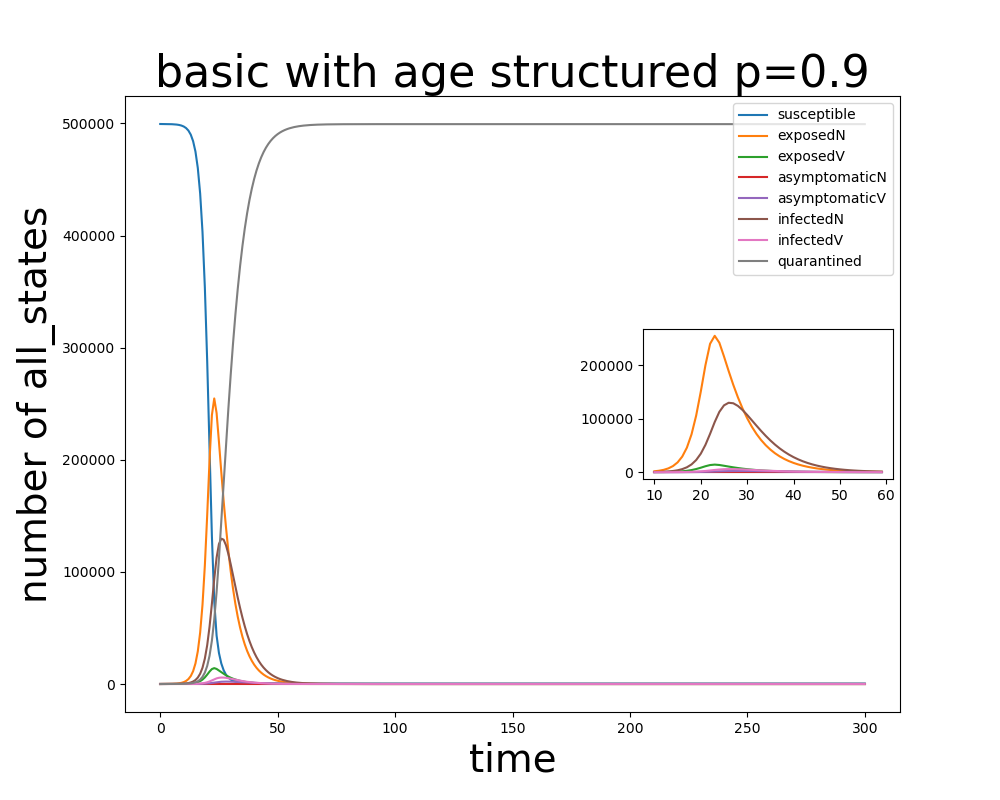 basic with age structured p=0.9
number of all_states
500000
400000
300000
200000
100000
0
0
50
100
150
200
250
300
time
susceptible
exposedN
exposedV
asymptomaticN
asymptomaticV
infectedN
infectedV
quarantined
200000
100000
0
10
20
30
40
50
60